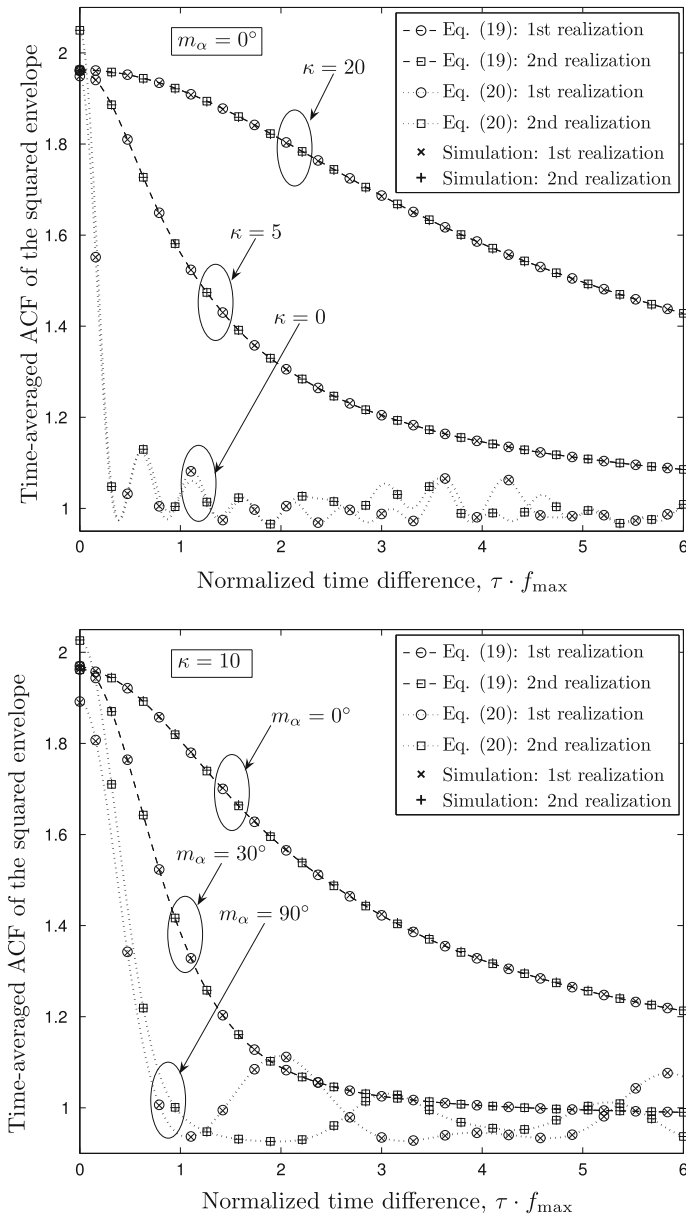 2
1.8
1.6
1.4
1.2
1
0
1
2
3
4
5
6
Time-averaged ACF of the squared envelope
Normalized time difference, τ · f_max
m_α = 0°
κ = 20
κ = 5
κ = 0
Eq. (19): 1st realization
Eq. (19): 2nd realization
Eq. (20): 1st realization
Eq. (20): 2nd realization
Simulation: 1st realization
Simulation: 2nd realization
2
1.8
1.6
1.4
1.2
1
0
1
2
3
4
5
6
Time-averaged ACF of the squared envelope
Normalized time difference, τ · f_max
κ = 10
m_α = 0°
m_α = 30°
m_α = 90°
Eq. (19): 1st realization
Eq. (19): 2nd realization
Eq. (20): 1st realization
Eq. (20): 2nd realization
Simulation: 1st realization
Simulation: 2nd realization